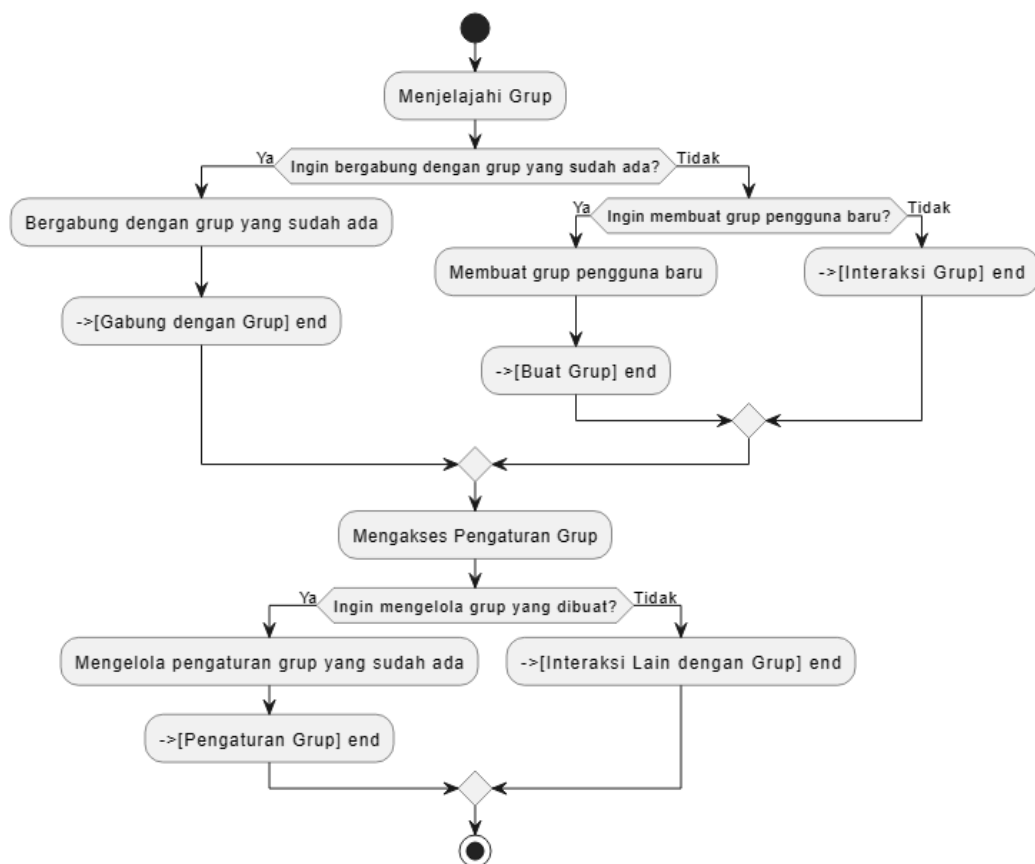 Menjelajahi Grup
Ya
Ingin bergabung dengan grup yang sudah ada?
Tidak
Bergabung dengan grup yang sudah ada
Ya
Ingin membuat grup pengguna baru?
Tidak
Membuat grup pengguna baru
->[Interaksi Grup] end
->[Gabung dengan Grup] end
->[Buat Grup] end
Mengakses Pengaturan Grup
Ya
Ingin mengelola grup yang dibuat?
Tidak
Mengelola pengaturan grup yang sudah ada
->[Interaksi Lain dengan Grup] end
->[Pengaturan Grup] end